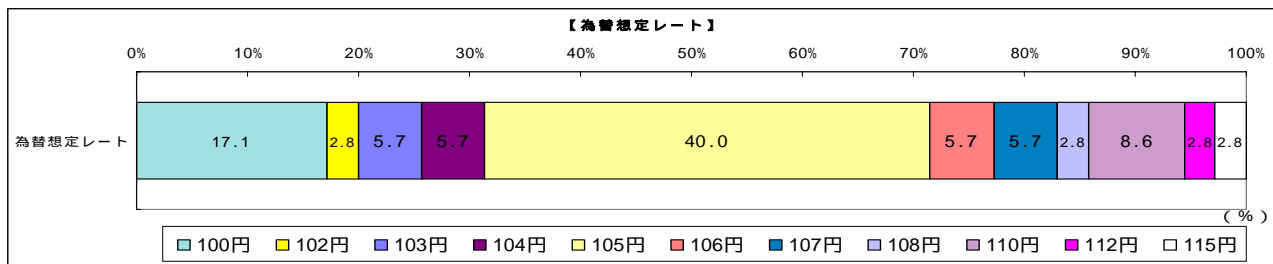 【為替想定レート】
0% 10% 20% 30% 40% 50% 60% 70% 80% 90% 100%
為替想定レート 17.1 2.8 5.7 5.7 40.0 5.7 5.7 2.8 8.6 2.8 2.8
(%)
100円 102円 103円 104円 105円 106円 107円 108円 110円 112円 115円